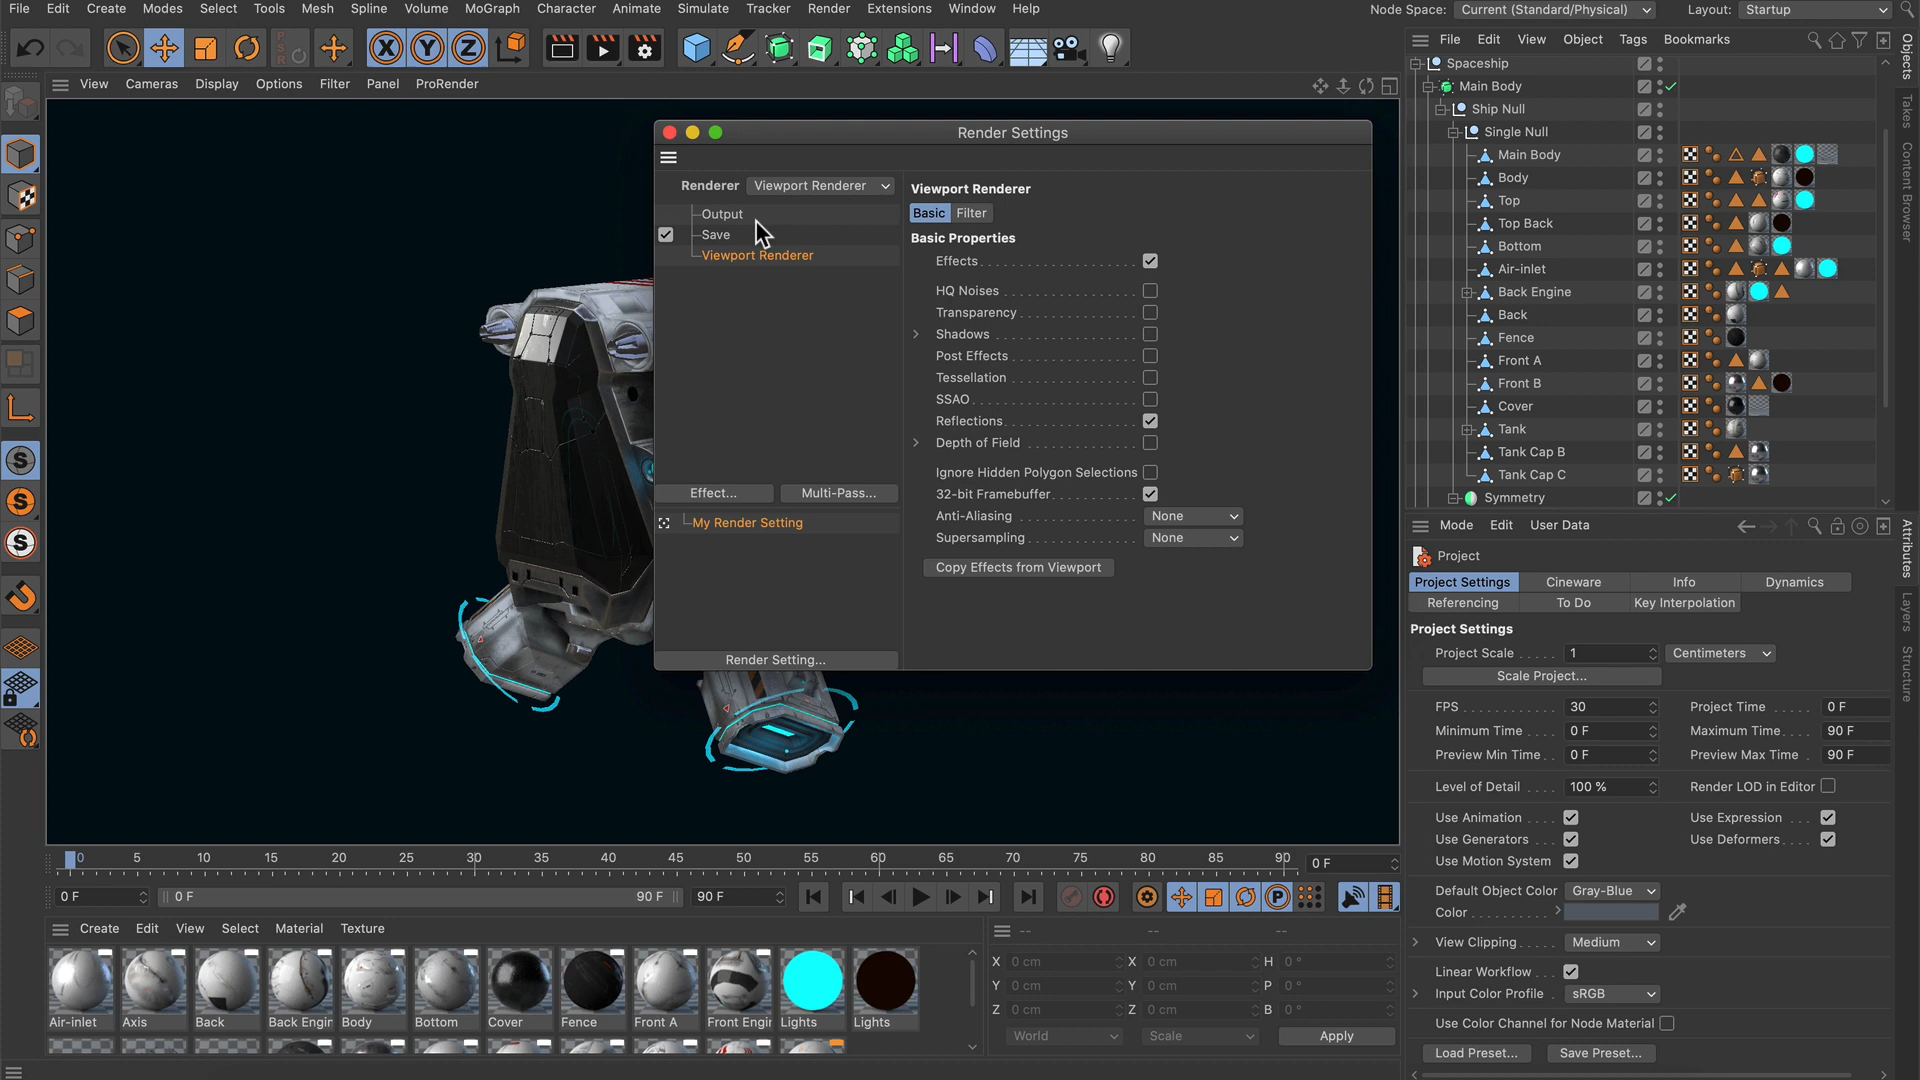 File Edit Create Modes Select Tools Mesh Spline Volume MoGraph Character Animate Simulate Tracker Render Extensions Window Help
Node Space: Current (Standard/Physical) Layout: Startup
PSR
X Y Z
View Cameras Display Options Filter Panel ProRender
File Edit View Object Tags Bookmarks
Objects
Takes
Content Browser
Spaceship
Main Body
Ship Null
Single Null
Main Body
Body
Top
Top Back
Bottom
Air-inlet
Back Engine
Back
Fence
Front A
Front B
Cover
Tank
Tank Cap B
Tank Cap C
Symmetry
Render Settings
Renderer Viewport Renderer
Output
Save
Viewport Renderer
Effect... Multi-Pass...
My Render Setting
Render Setting...
Viewport Renderer
Basic Filter
Basic Properties
Effects
HQ Noises
Transparency
Shadows
Post Effects
Tessellation
SSAO
Reflections
Depth of Field
Ignore Hidden Polygon Selections
32-bit Framebuffer
Anti-Aliasing None
Supersampling None
Copy Effects from Viewport
Mode Edit User Data
Attributes
Layers
Structure
Project
Project Settings Cineware Info Dynamics
Referencing To Do Key Interpolation
Project Settings
Project Scale 1 Centimeters
Scale Project...
FPS 30 Project Time 0 F
Minimum Time 0 F Maximum Time 90 F
Preview Min Time 0 F Preview Max Time 90 F
Level of Detail 100 % Render LOD in Editor
Use Animation Use Expression
Use Generators Use Deformers
Use Motion System
Default Object Color Gray-Blue
Color
View Clipping Medium
Linear Workflow
Input Color Profile sRGB
Use Color Channel for Node Material
Load Preset... Save Preset...
0 5 10 15 20 25 30 35 40 45 50 55 60 65 70 75 80 85 90 0 F
0 F 0 F 90 F 90 F
P
S
S
S
Create Edit View Select Material Texture
Air-inlet Axis Back Back Engin Body Bottom Cover Fence Front A Front Engir Lights Lights
-- -- --
X 0 cm X 0 cm H 0 °
Y 0 cm Y 0 cm P 0 °
Z 0 cm Z 0 cm B 0 °
World Scale Apply